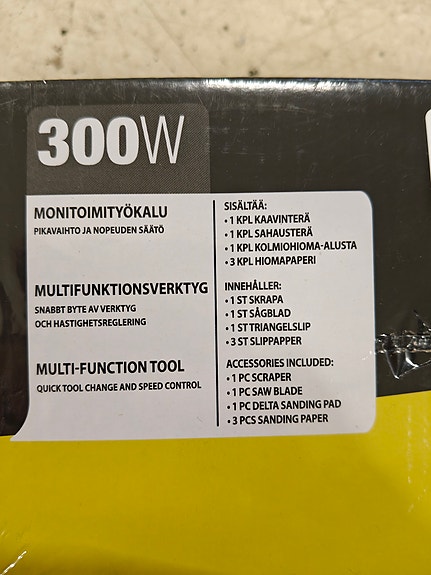 300W
MONITOIMITYÖKALU
PIKAVAIHTO JA NOPEUDEN SÄÄTÖ
MULTIFUNKTIONSVERKTYG
SNABBT BYTE AV VERKTYG
OCH HASTIGHETSREGLERING
MULTI-FUNCTION TOOL
QUICK TOOL CHANGE AND SPEED CONTROL
SISÄLTÄÄ:
• 1 KPL KAAVINTERÄ
• 1 KPL SAHAUSTERÄ
• 1 KPL KOLMIOHIOMA-ALUSTA
• 3 KPL HIOMAPAPERI
INNEHÅLLER:
• 1 ST SKRAPA
• 1 ST SÅGBLAD
• 1 ST TRIANGELSLIP
• 3 ST SLIPPAPPER
ACCESSORIES INCLUDED:
• 1 PC SCRAPER
• 1 PC SAW BLADE
• 1 PC DELTA SANDING PAD
• 3 PCS SANDING PAPER